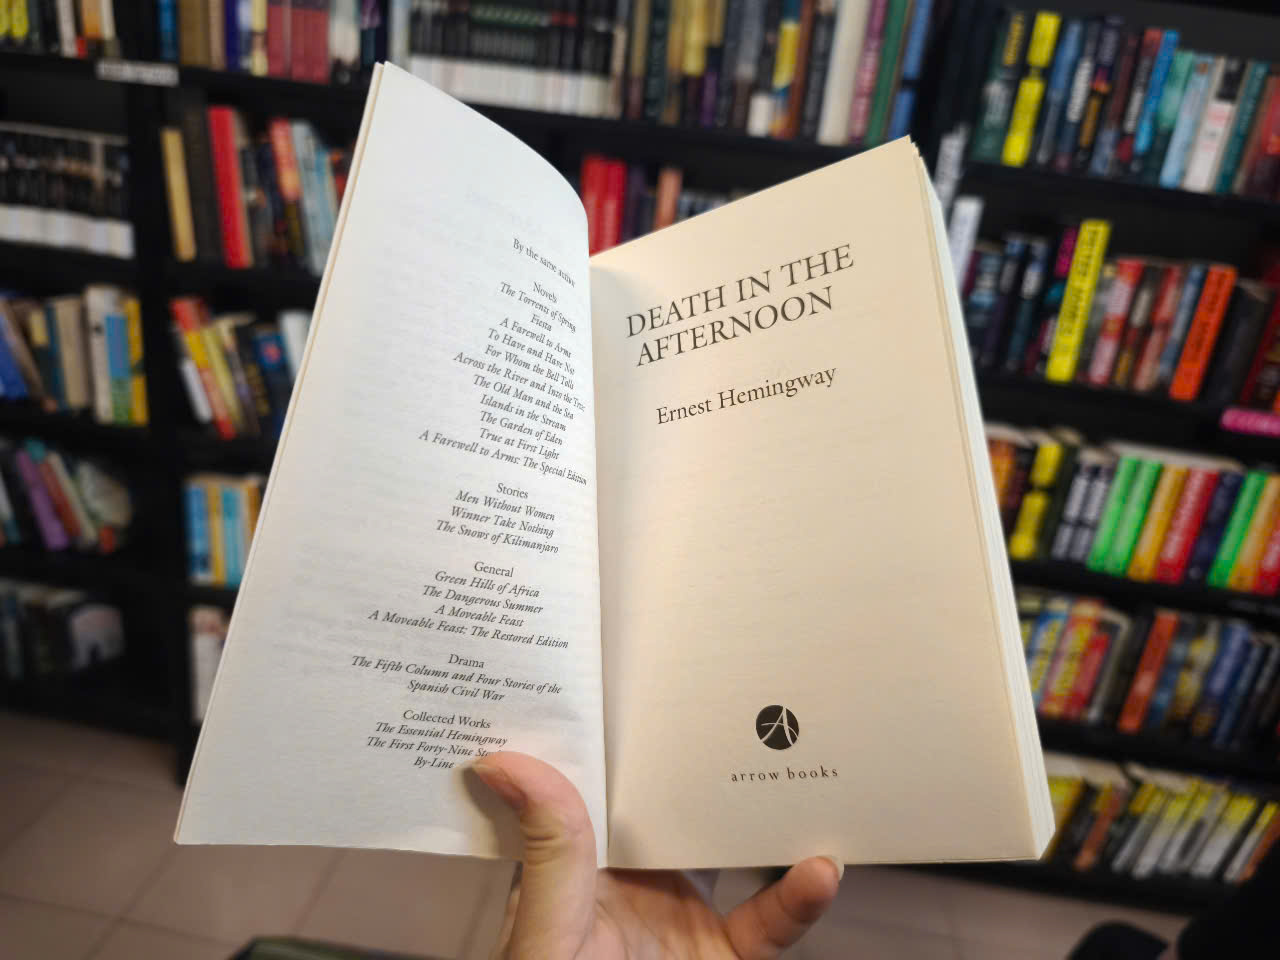 By the same author
Novels
The Torrents of Spring
Fiesta
A Farewell to Arms
To Have and Have Not
For Whom the Bell Tolls
Across the River and Into the Trees
The Old Man and the Sea
Islands in the Stream
The Garden of Eden
True at First Light
A Farewell to Arms: The Special Edition
Stories
Men Without Women
Winner Take Nothing
The Snows of Kilimanjaro
General
Green Hills of Africa
The Dangerous Summer
A Moveable Feast
A Moveable Feast: The Restored Edition
Drama
The Fifth Column and Four Stories of the
Spanish Civil War
Collected Works
The Essential Hemingway
The First Forty-Nine
By-Line
DEATH IN THE
AFTERNOON
Ernest Hemingway
A
arrow books